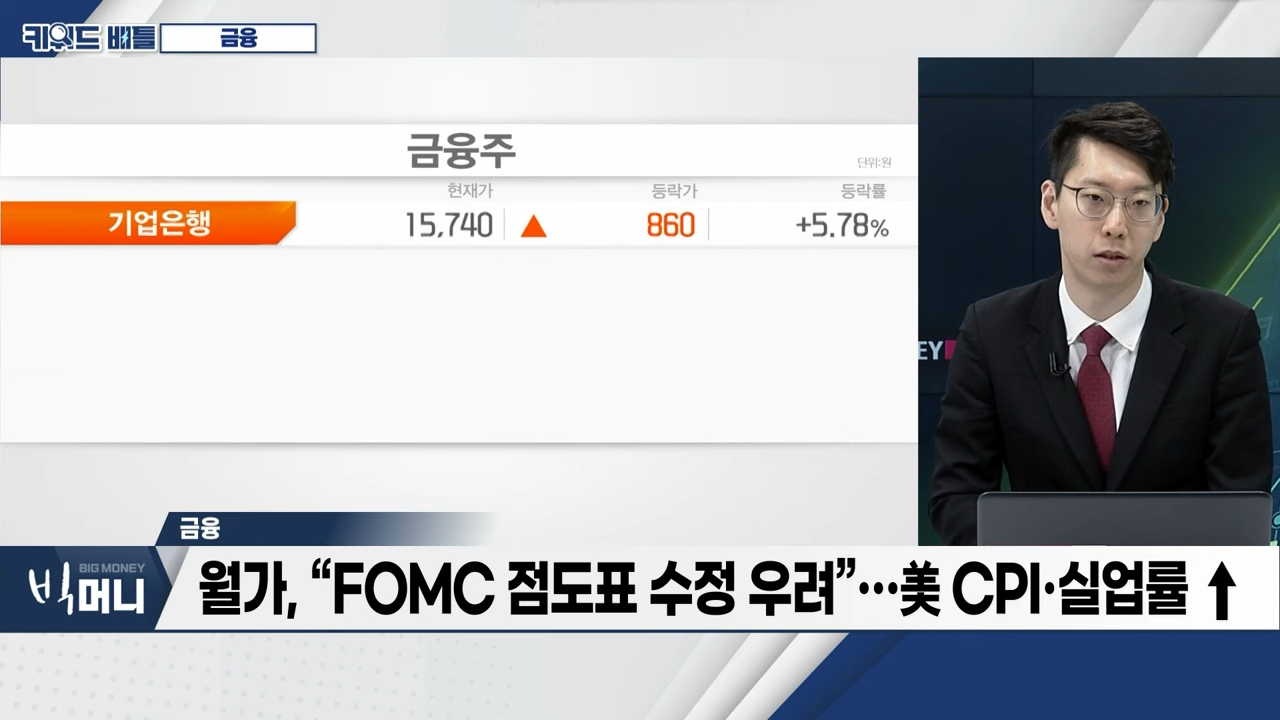 키워드 배틀 금융
금융주
단위:원
현재가 등락가 등락률
기업은행 15,740 ▲ 860 +5.78%
EY
금융
BIG MONEY
빅머니
월가, “FOMC 점도표 수정 우려”…美 CPI·실업률 ↑